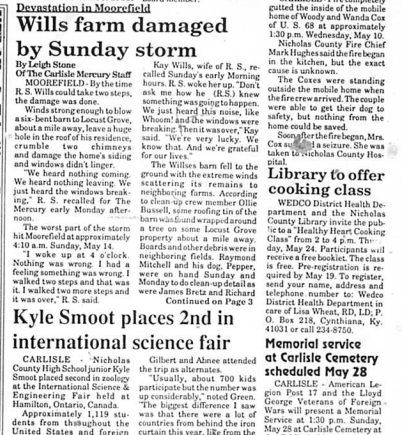 Devastation in Moorefield
Wills farm damaged
by Sunday storm
By Leigh Stone
Of The Carlisle Mercury Staff
MOOREFIELD - By the time
R. S. Wills could take two steps,
the damage was done.
Winds strong enough to blow
a six-bent barn to Locust Grove,
about a mile away, leave a huge
hole in the roof of his residence,
crumble two chimneys
and damage the home's siding
and windows didn't linger.
"We heard nothing coming.
We heard nothing leaving. We
just heard the windows break-
ing," R. S. recalled for The
Mercury early Monday after-
noon.
The worst part of the storm
hit Moorefield at approximately
4:10 a.m. Sunday, May 14.
"I woke up at 4 o'clock.
Nothing was wrong. I had a
feeling something was wrong. I
walked two steps and that was
it. I walked two more steps and
it was over," R. S. said.
Kay Wills, wife of R. S., re-
called Sunday's early Morning
hours. R. S. woke her up. "Don't
ask me how he (R.S.) knew
something was going to happen.
We just heard this noise, like
Whoom! and the windows were
breaking. Then it was over," Kay
said. "We're very lucky. We
know that. And we're grateful
for our lives."
The Willses barn fell to the
ground with the extreme winds
scattering its remains to
neighboring farms. According
to clean-up crew member Ollie
Bussell, some roofing tin of the
barn was found wrapped around
a tree on some Locust Grove
property about a mile away.
Boards and other debris were in
neighboring fields. Raymond
Mitchell and his dog, Pepper,
were on hand Sunday and
Monday to clean-up detail as
were James Bretz and Richard
Continued on Page 3
Kyle Smoot places 2nd in
international science fair
CARLISLE - Nicholas
County High School junior Kyle
Smoot placed second in zoology
at the International Science &
Engineering Fair held at
Hamilton, Ontario, Canada.
Approximately 1,119 stu-
dents from throughout the
United States and foreign
Gilbert and Abnee attended
the trip as alternates.
"Usually, about 700 kids
participate but the number was
up considerably," noted Green.
"The biggest difference I saw
was that there were a lot of
countries from behind the iron
curtain this year, like from the
gutted the inside of the mobile
home of Woody and Wanda Cox
of U. S. 68 at approximately
1:30 p.m. Wednesday, May 10.
Nicholas County Fire Chief
Mark Hughes said the fire began
in the kitchen, but the exact
cause is unknown.
The Coxes were standing
outside the mobile home when
the fire crew arrived. The couple
were able to get their dog to
safety, but nothing from the
home could be saved.
Soon after the fire began, Mrs.
Cox a seizure. She was
taken to Nicholas County Hos-
pital.
Library to offer
cooking class
WEDCO District Health De-
partment and the Nicholas
County Library invite the pub-
lic to a "Healthy Heart Cooking
Class" from 2 to 4 p.m.
day, May 24. Participants will
receive a free booklet. The class
is free. Pre-registration is re-
quired by May 19. To register,
send your name, address and
telephone number to: Wedco
District Health Department in
care of Lisa Wheat, RD, LD; P.
O. Box 218, Cynthiana, Ky.
41031 or call 234-8750.
Memorial service
at Carlisle Cemetery
scheduled May 28
CARLISLE - American Le-
gion Post 17 and the Lloyd
George Veterans of Foreign
Wars will present a Memorial
Service at 1:30 p.m. Sunday,
May 28 at Carlisle Cemetery